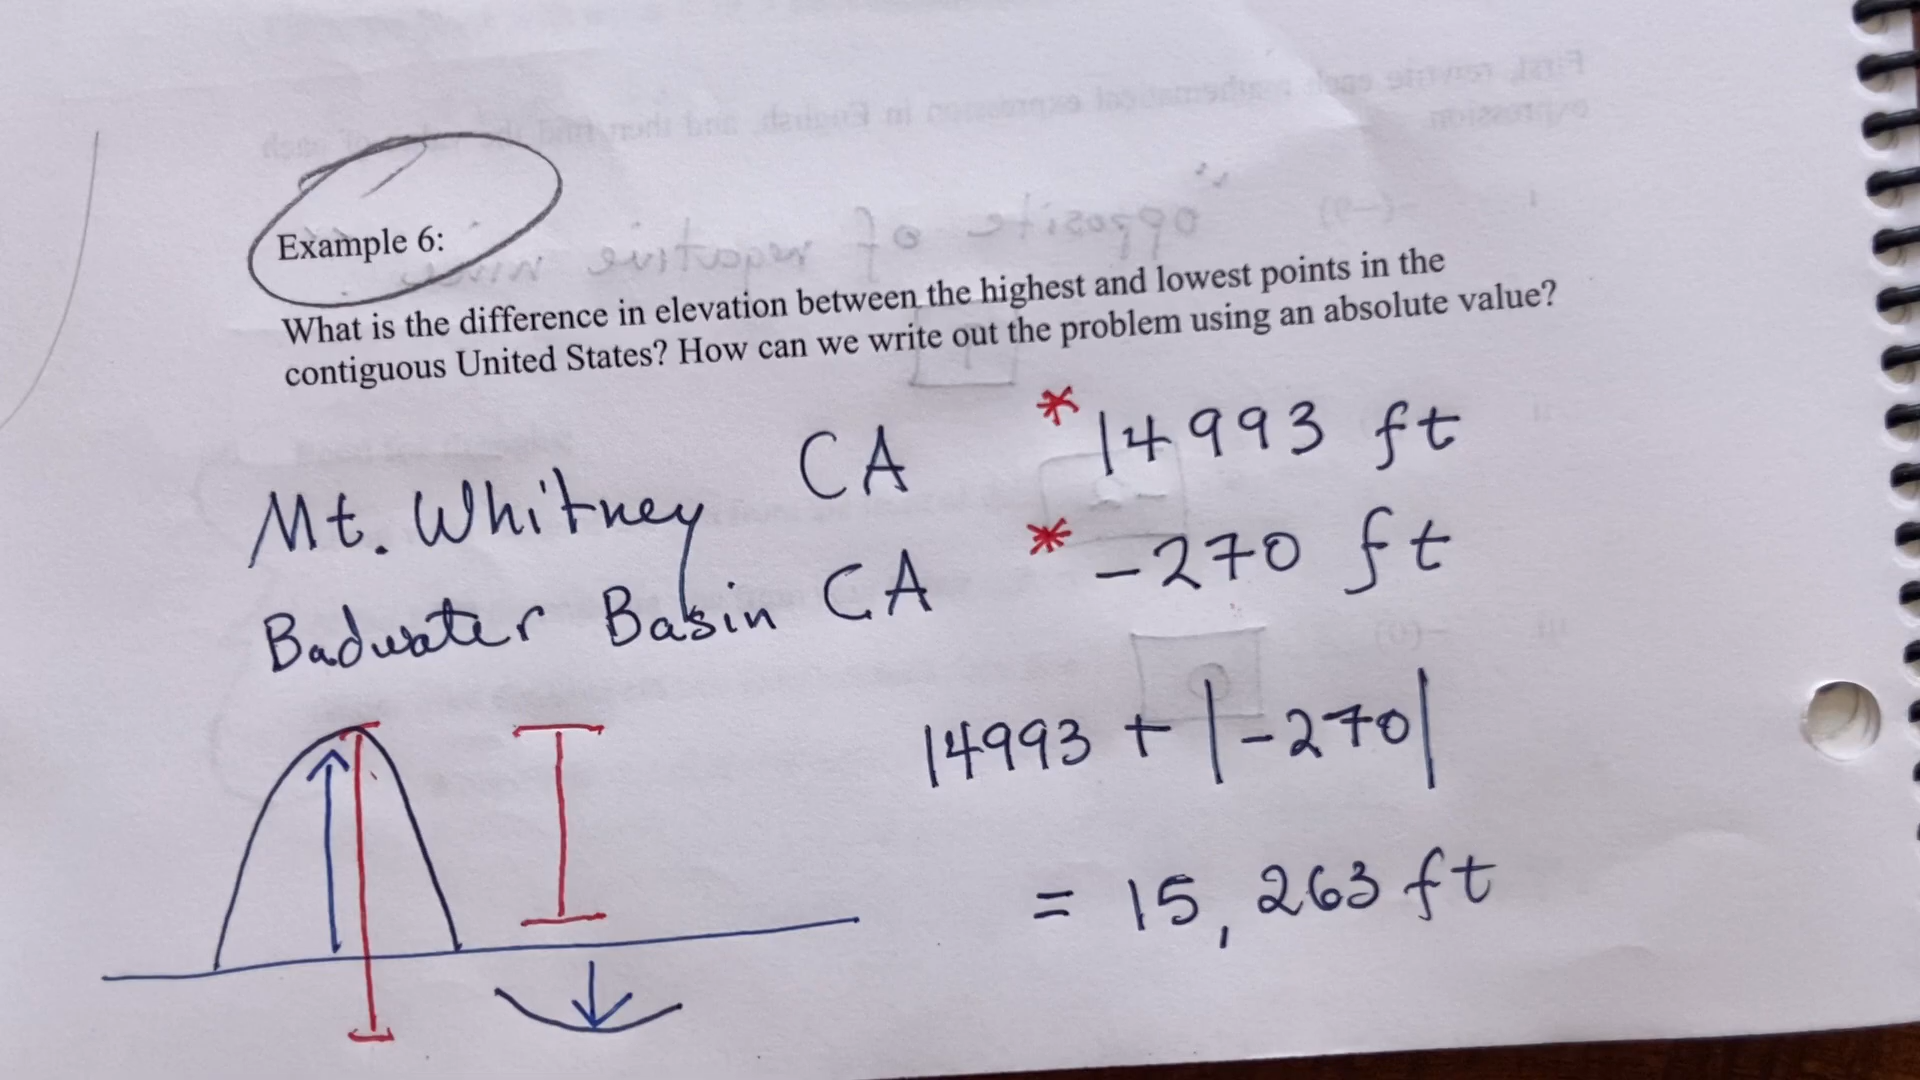 Example 6:
What is the difference in elevation between the highest and lowest points in the
contiguous United States? How can we write out the problem using an absolute value?
Mt. Whitney CA * 14993 ft
Badwater Basin CA * -270 ft
14993 + |-270|
= 15, 263 ft